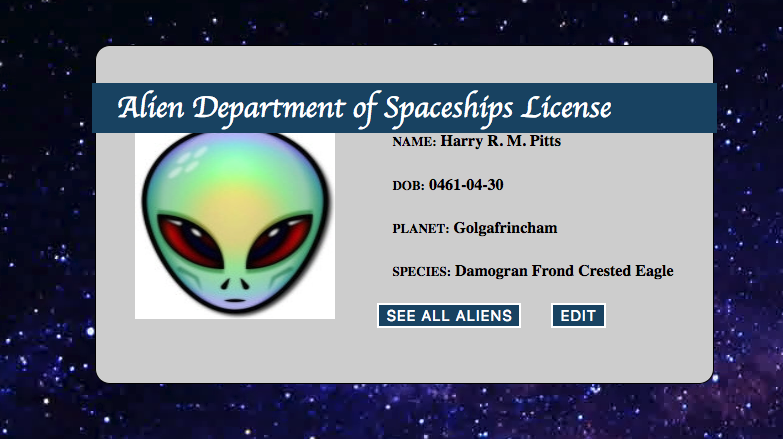 Alien Department of Spaceships License
NAME: Harry R. M. Pitts
DOB: 0461-04-30
PLANET: Golgafrincham
SPECIES: Damogran Frond Crested Eagle
SEE ALL ALIENS EDIT